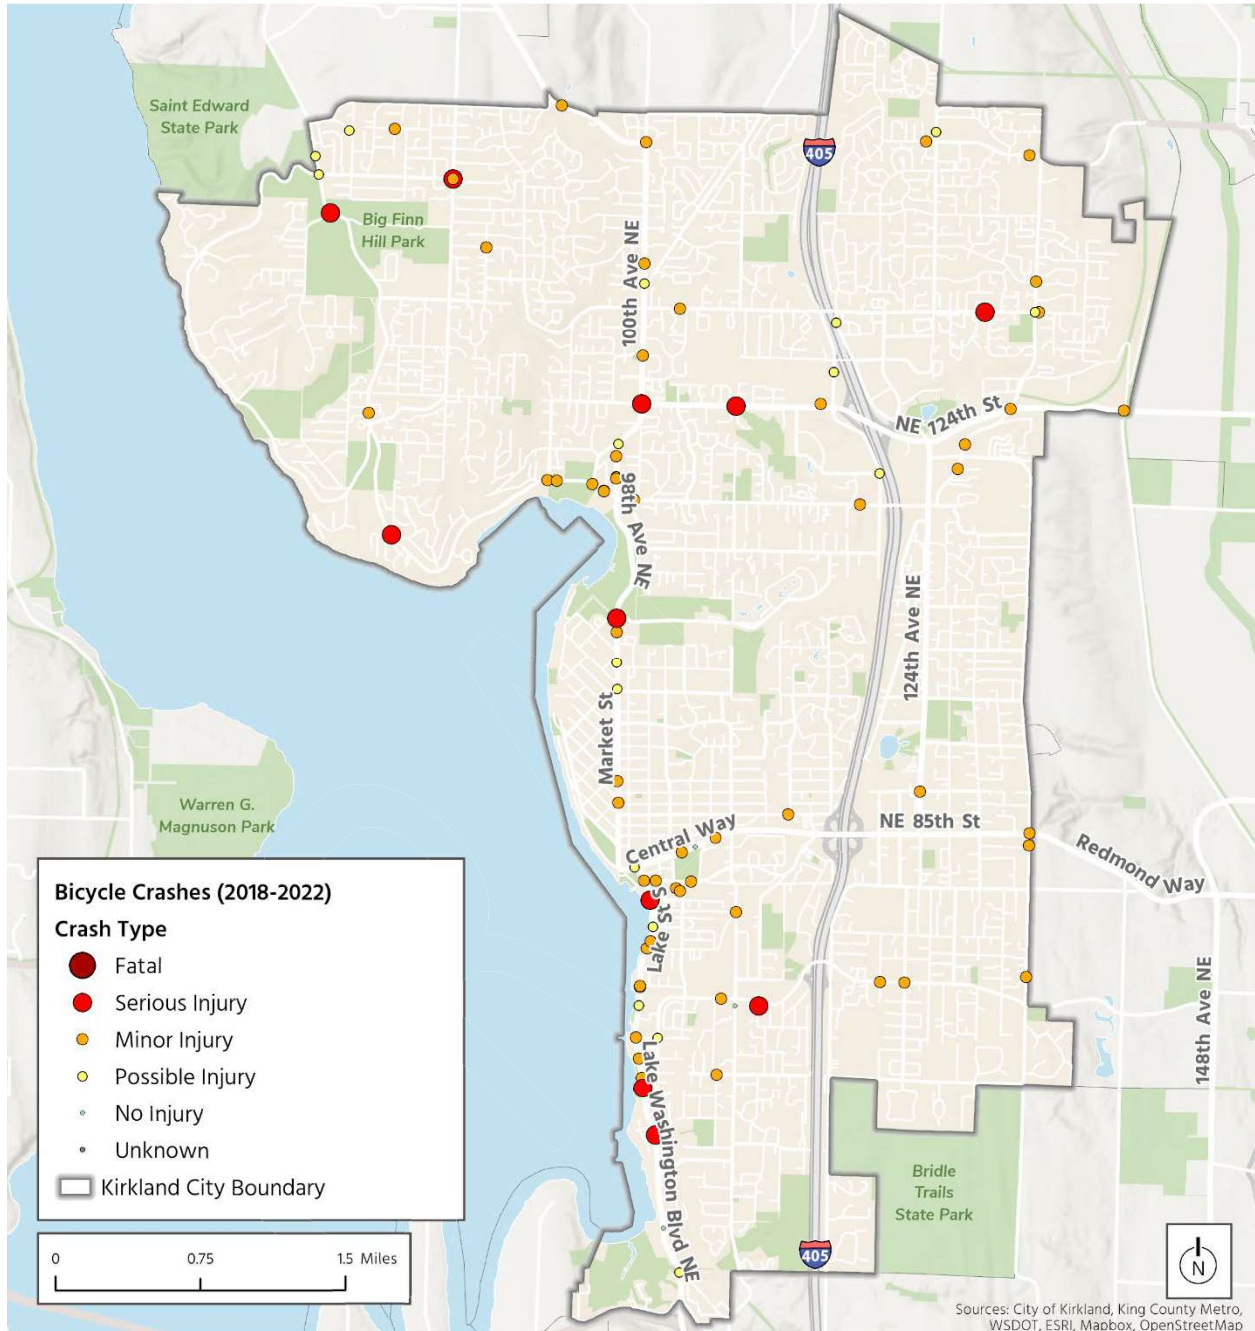 Saint Edward
State Park
405
Big Finn
Hill Park
100th Ave NE
NE 124th St
98th Ave NE
124th Ave NE
Market St
Warren G.
Magnuson Park
Central Way
NE 85th St
Redmond Way
Lake St S
148th Ave NE
Lake Washington Blvd NE
Bridle
Trails
State Park
405
Bicycle Crashes (2018-2022)
Crash Type
Fatal
Serious Injury
Minor Injury
Possible Injury
No Injury
Unknown
Kirkland City Boundary
0 0.75 1.5 Miles
N
Sources: City of Kirkland, King County Metro,
WSDOT, ESRI, Mapbox, OpenStreetMap